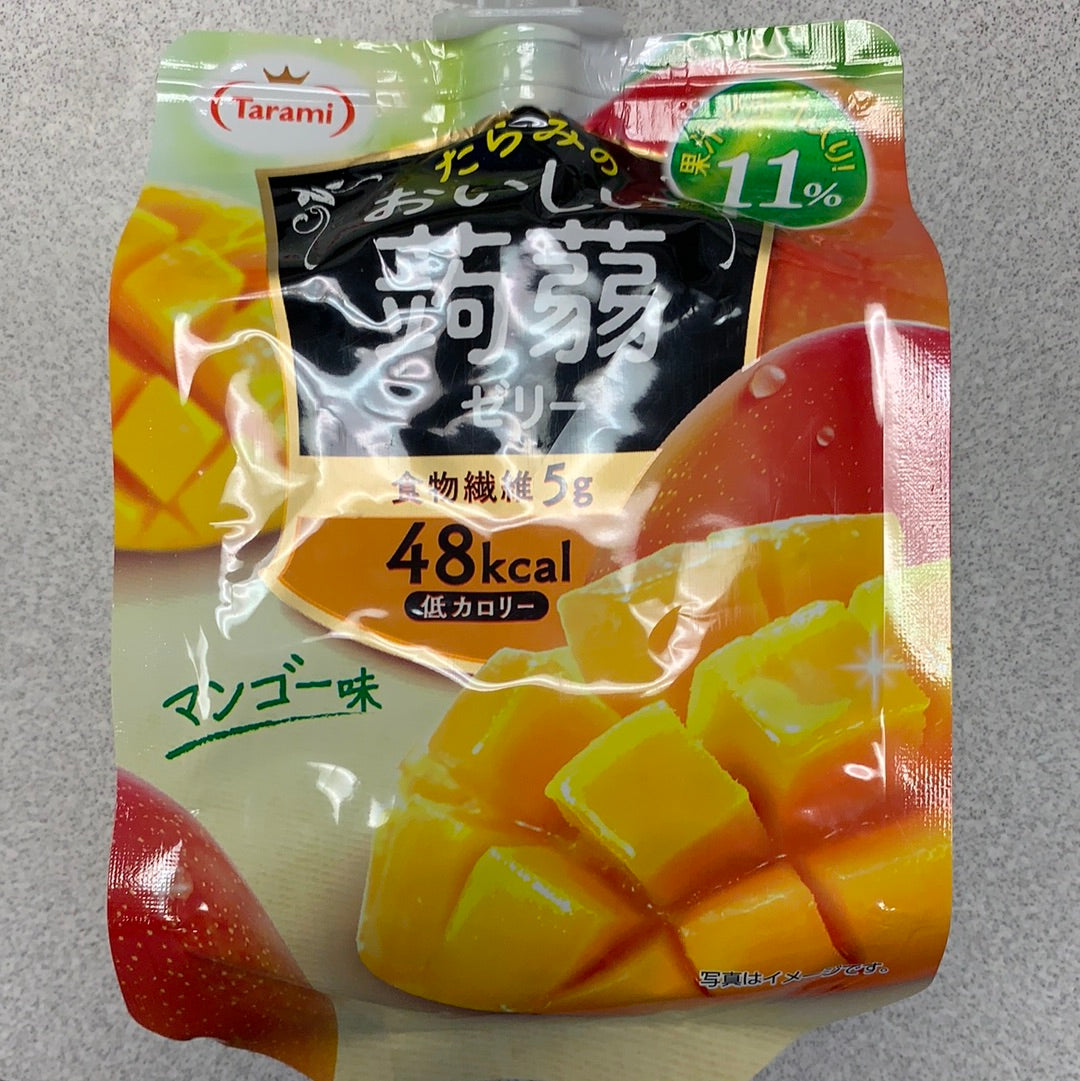 Tarami
たらみの
おいしい
蒟蒻
ゼリー
果汁
入り!
11%
食物繊維5g
48kcal
低カロリー
マンゴー味
写真はイメージです。